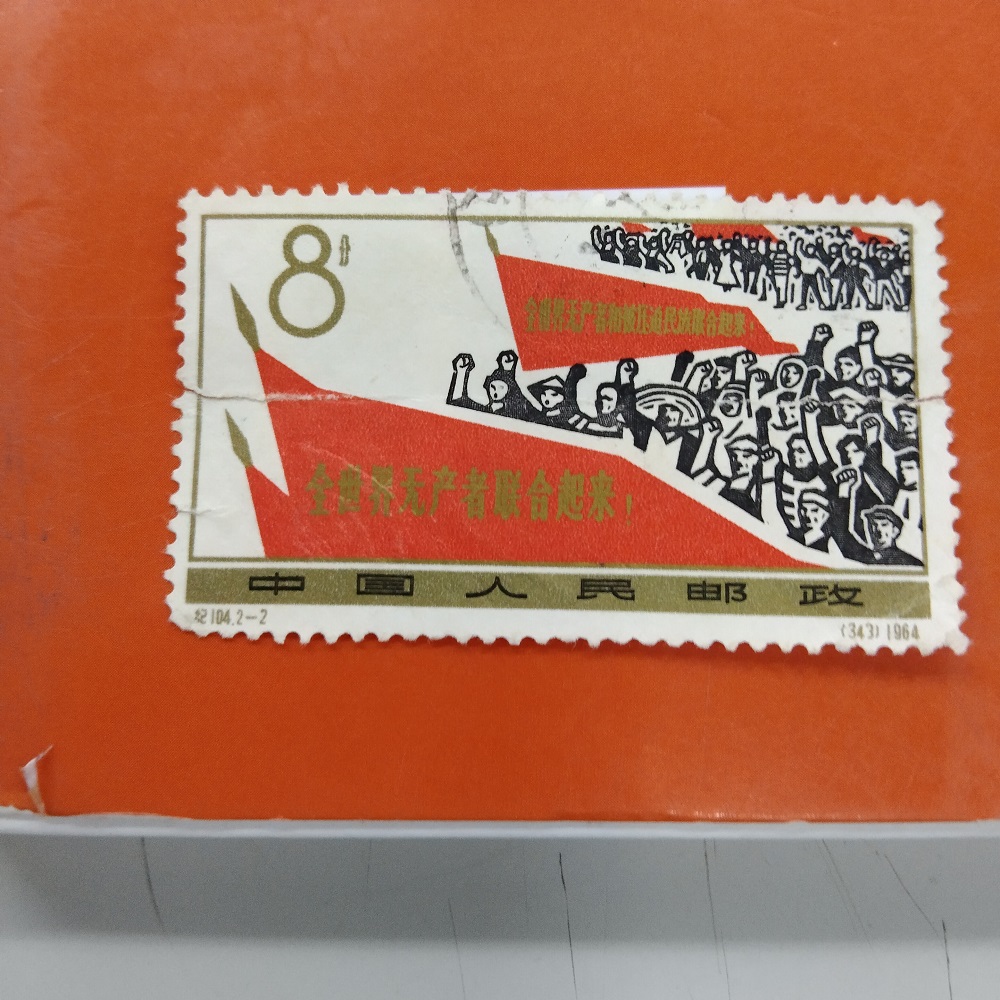 8分
全世界无产者和被压迫民族联合起来!
全世界无产者联合起来!
中国人民邮政
纪104.2-2 (343) 1964